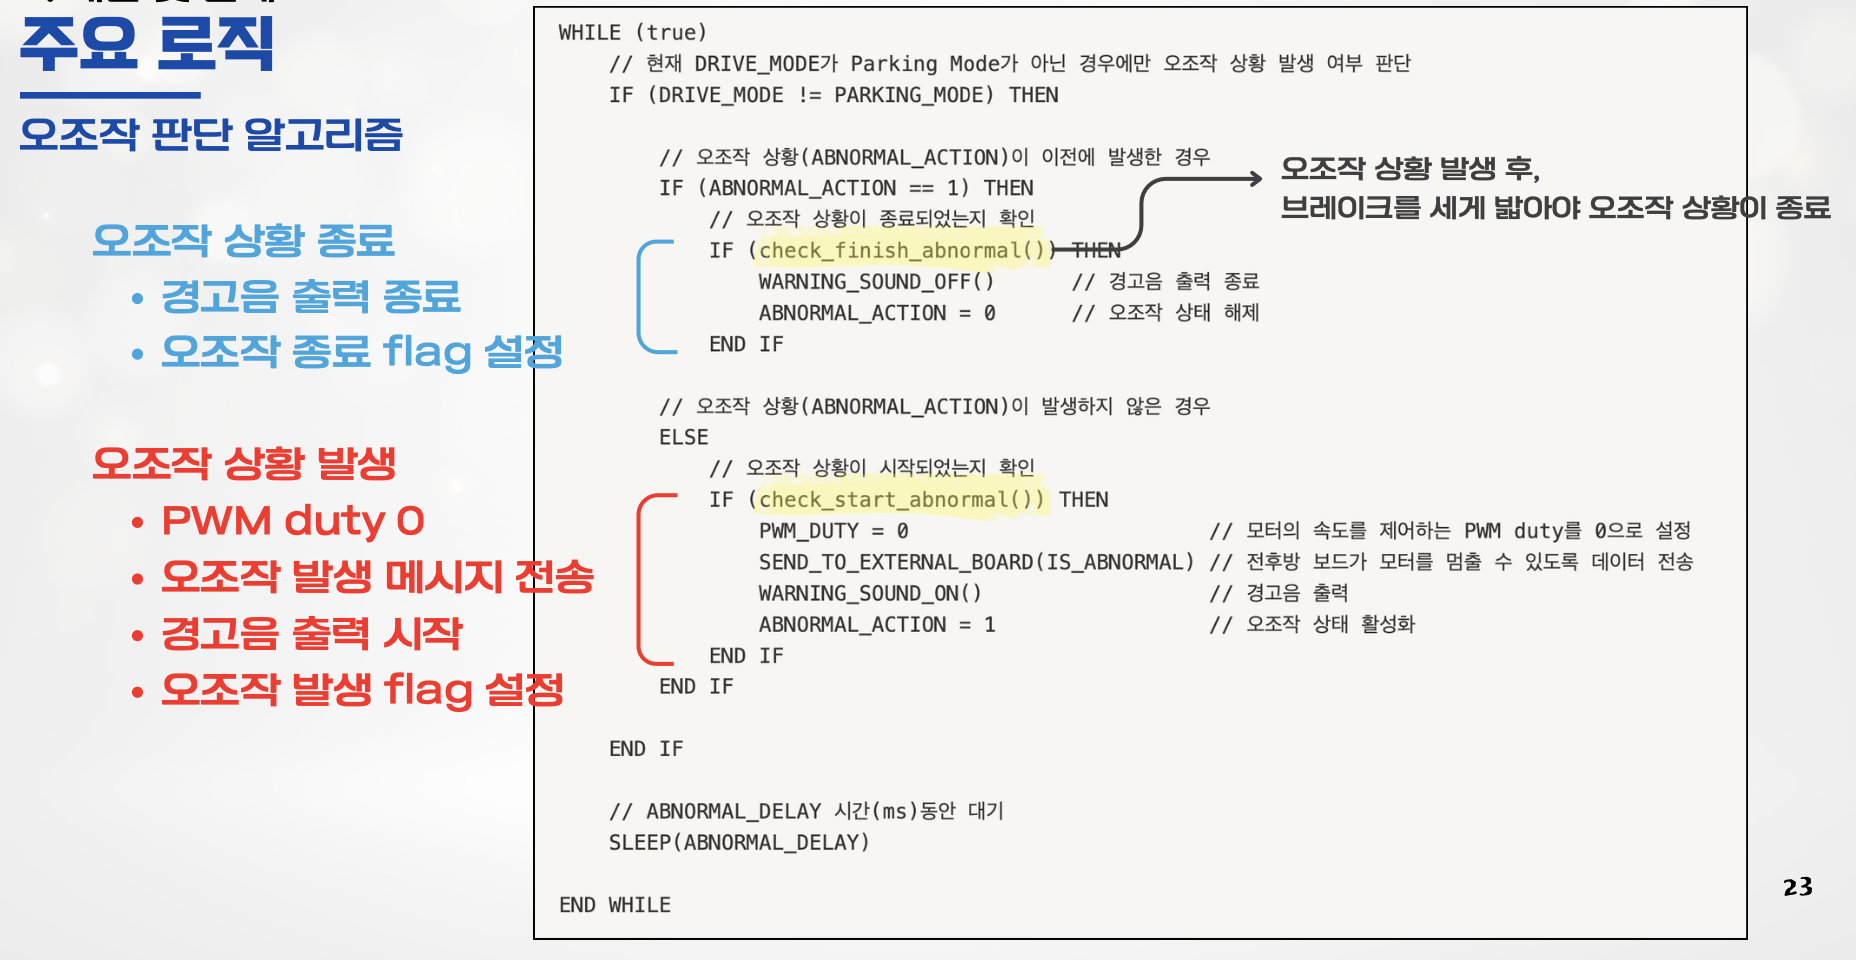 주요 로직
오조작 판단 알고리즘
오조작 상황 종료
• 경고음 출력 종료
• 오조작 종료 flag 설정
오조작 상황 발생
• PWM duty 0
• 오조작 발생 메시지 전송
• 경고음 출력 시작
• 오조작 발생 flag 설정
WHILE (true)
// 현재 DRIVE_MODE가 Parking Mode가 아닌 경우에만 오조작 상황 발생 여부 판단
IF (DRIVE_MODE != PARKING_MODE) THEN
// 오조작 상황(ABNORMAL_ACTION)이 이전에 발생한 경우
IF (ABNORMAL_ACTION == 1) THEN
// 오조작 상황이 종료되었는지 확인
IF (check_finish_abnormal()) THEN
WARNING_SOUND_OFF() // 경고음 출력 종료
ABNORMAL_ACTION = 0 // 오조작 상태 해제
END IF
// 오조작 상황(ABNORMAL_ACTION)이 발생하지 않은 경우
ELSE
// 오조작 상황이 시작되었는지 확인
IF (check_start_abnormal()) THEN
PWM_DUTY = 0 // 모터의 속도를 제어하는 PWM duty를 0으로 설정
SEND_TO_EXTERNAL_BOARD(IS_ABNORMAL) // 전후방 보드가 모터를 멈출 수 있도록 데이터 전송
WARNING_SOUND_ON() // 경고음 출력
ABNORMAL_ACTION = 1 // 오조작 상태 활성화
END IF
END IF
END IF
// ABNORMAL_DELAY 시간(ms)동안 대기
SLEEP(ABNORMAL_DELAY)
END WHILE
오조작 상황 발생 후,
브레이크를 세게 밟아야 오조작 상황이 종료
23